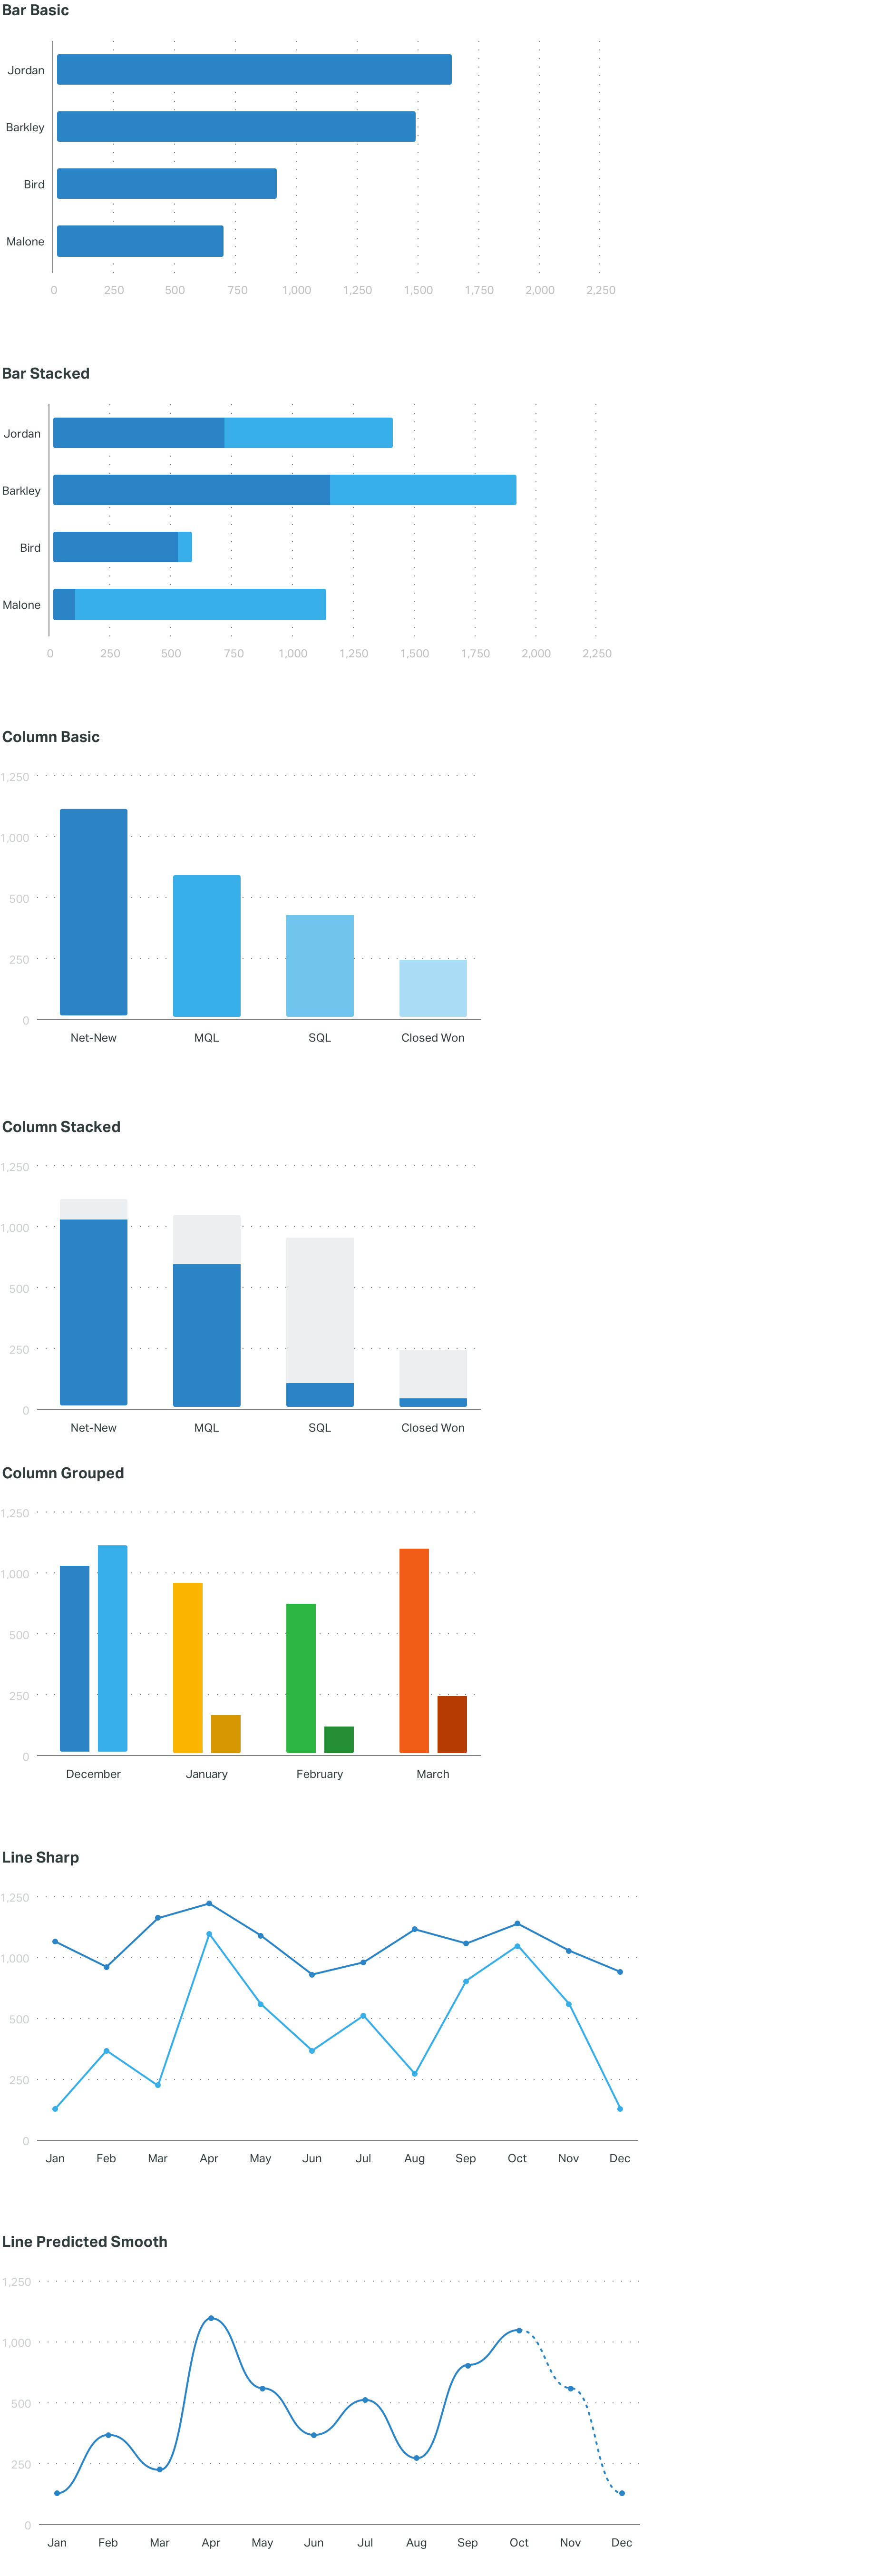 Bar Basic
Jordan
Barkley
Bird
Malone
0 250 500 750 1,000 1,250 1,500 1,750 2,000 2,250
Bar Stacked
Jordan
Barkley
Bird
Malone
0 250 500 750 1,000 1,250 1,500 1,750 2,000 2,250
Column Basic
1,250
1,000
500
250
0
Net-New MQL SQL Closed Won
Column Stacked
1,250
1,000
500
250
0
Net-New MQL SQL Closed Won
Column Grouped
1,250
1,000
500
250
0
December January February March
Line Sharp
1,250
1,000
500
250
0
Jan Feb Mar Apr May Jun Jul Aug Sep Oct Nov Dec
Line Predicted Smooth
1,250
1,000
500
250
0
Jan Feb Mar Apr May Jun Jul Aug Sep Oct Nov Dec